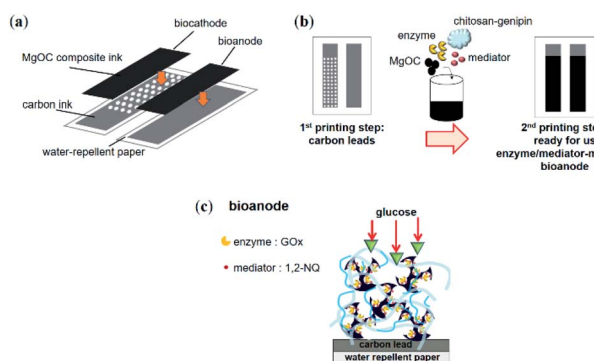 (a)
biocathode
bioanode
MgOC composite ink
carbon ink
water-repellent paper
(b)
chitosan-genipin
enzyme
mediator
MgOC
1st printing step:
carbon leads
2nd printing ste
ready for us
enzyme/mediator-m
bioanode
(c) bioanode
glucose
enzyme : GOx
mediator : 1,2-NQ
carbon lead
water repellent paper